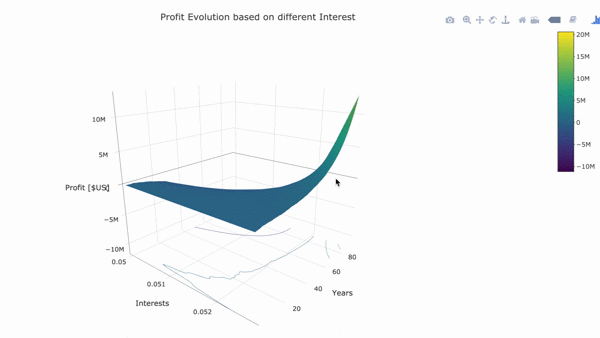 Profit Evolution based on different Interest
20M
15M
10M
5M
0
−5M
−10M
10M
5M
Profit [$US]
−5M
−10M
0.05
0.051
0.052
Interests
80
60
40
20
Years